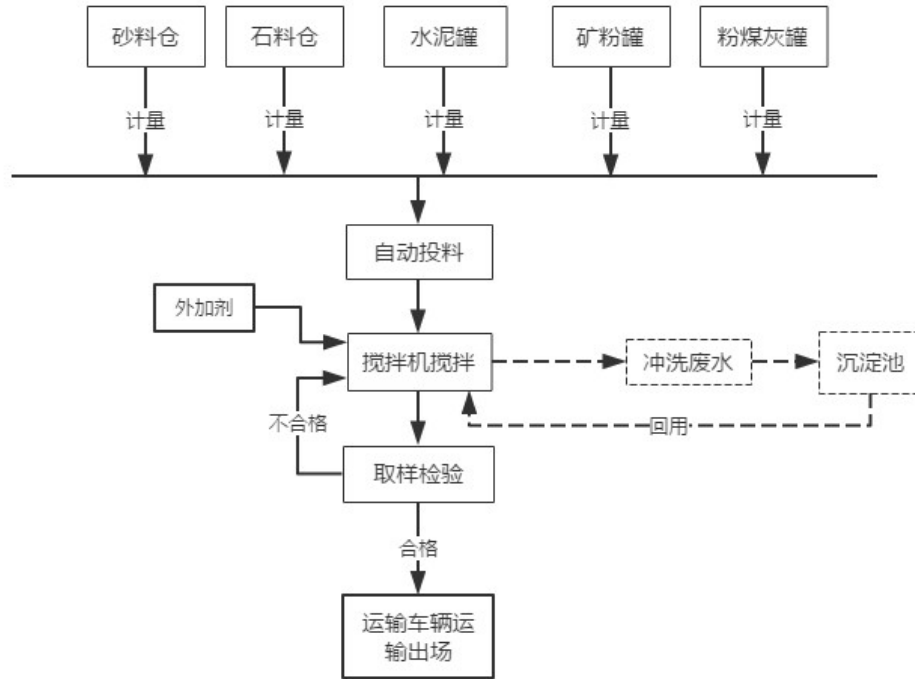 砂料仓
石料仓
水泥罐
矿粉罐
粉煤灰罐
计量
计量
计量
计量
计量
自动投料
外加剂
搅拌机搅拌
冲洗废水
沉淀池
不合格
回用
取样检验
合格
运输车辆运
输出场